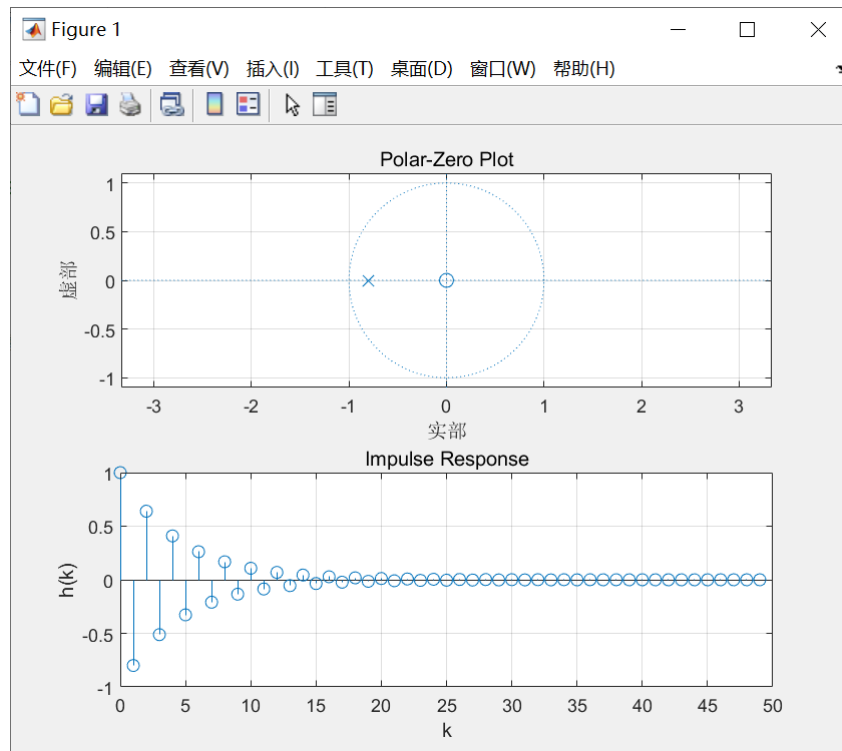 Figure 1
文件(F) 编辑(E) 查看(V) 插入(I) 工具(T) 桌面(D) 窗口(W) 帮助(H)
Polar-Zero Plot
1
0.5
0
-0.5
-1
虚部
-3 -2 -1 0 1 2 3
实部
Impulse Response
1
0.5
0
-0.5
-1
h(k)
0 5 10 15 20 25 30 35 40 45 50
k